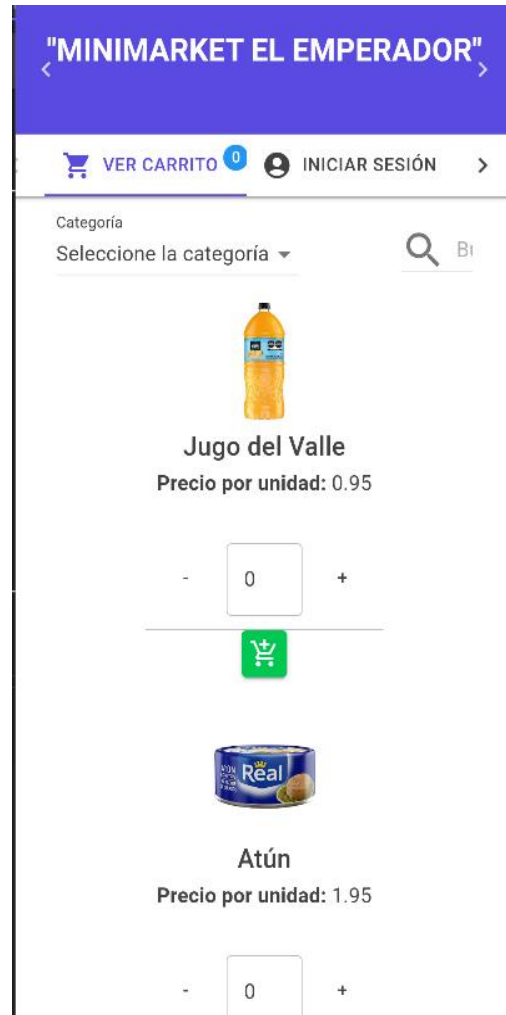 "MINIMARKET EL EMPERADOR"
VER CARRITO 0 INICIAR SESIÓN
Categoría
Seleccione la categoría
Jugo del Valle
Precio por unidad: 0.95
- 0 +
Real
Atún
Precio por unidad: 1.95
- 0 +